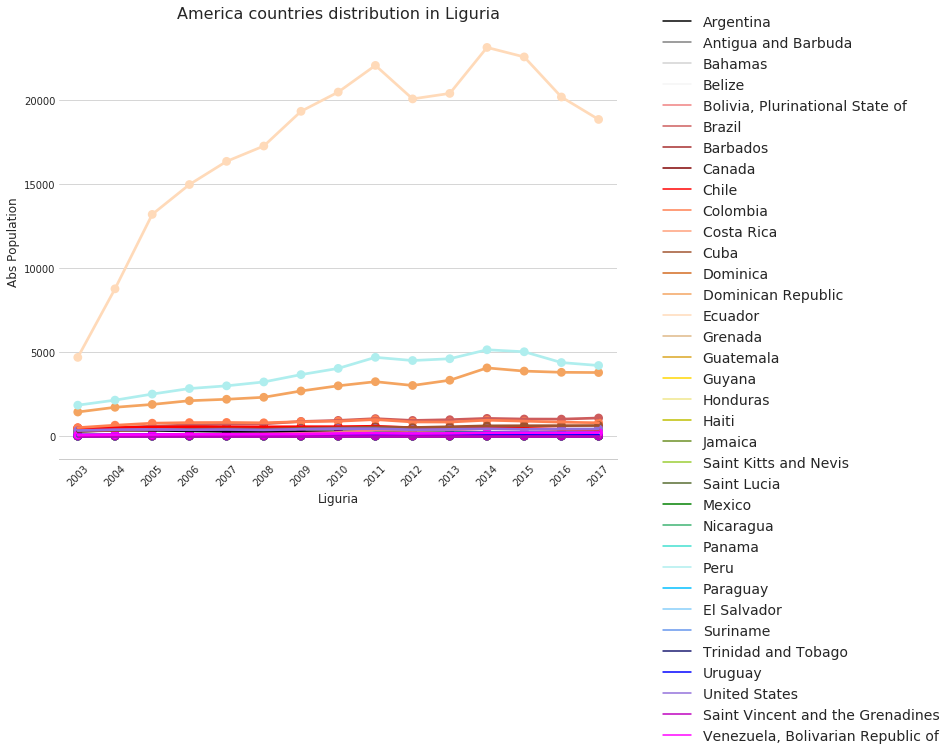 America countries distribution in Liguria
Abs Population
20000
15000
10000
5000
0
2003 2004 2005 2006 2007 2008 2009 2010 2011 2012 2013 2014 2015 2016 2017
Liguria
Argentina
Antigua and Barbuda
Bahamas
Belize
Bolivia, Plurinational State of
Brazil
Barbados
Canada
Chile
Colombia
Costa Rica
Cuba
Dominica
Dominican Republic
Ecuador
Grenada
Guatemala
Guyana
Honduras
Haiti
Jamaica
Saint Kitts and Nevis
Saint Lucia
Mexico
Nicaragua
Panama
Peru
Paraguay
El Salvador
Suriname
Trinidad and Tobago
Uruguay
United States
Saint Vincent and the Grenadines
Venezuela, Bolivarian Republic of